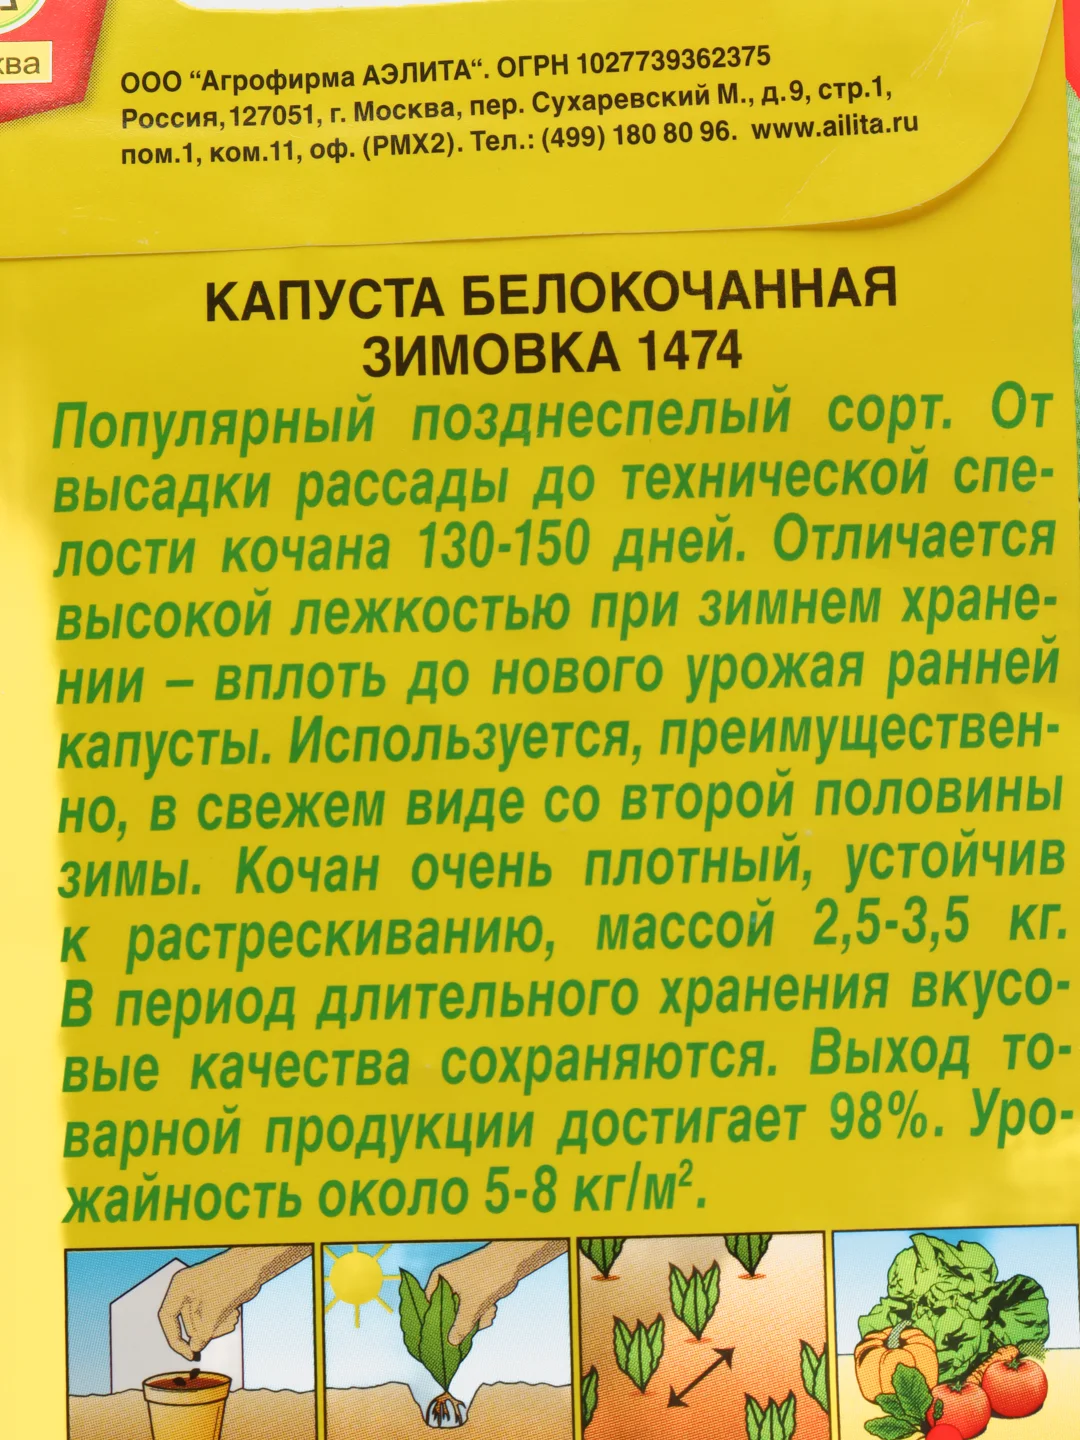 ква
ООО “Агрофирма АЭЛИТА“. ОГРН 1027739362375
Россия, 127051, г. Москва, пер. Сухаревский М., д.9, стр.1,
пом.1, ком.11, оф. (РМХ2). Тел.: (499) 180 80 96. www.ailita.ru
КАПУСТА БЕЛОКОЧАННАЯ
ЗИМОВКА 1474
Популярный позднеспелый сорт. От
высадки рассады до технической спе-
лости кочана 130-150 дней. Отличается
высокой лежкостью при зимнем хране-
нии – вплоть до нового урожая ранней
капусты. Используется, преимуществен-
но, в свежем виде со второй половины
зимы. Кочан очень плотный, устойчив
к растрескиванию, массой 2,5-3,5 кг.
В период длительного хранения вкусо-
вые качества сохраняются. Выход то-
варной продукции достигает 98%. Уро-
жайность около 5-8 кг/м².